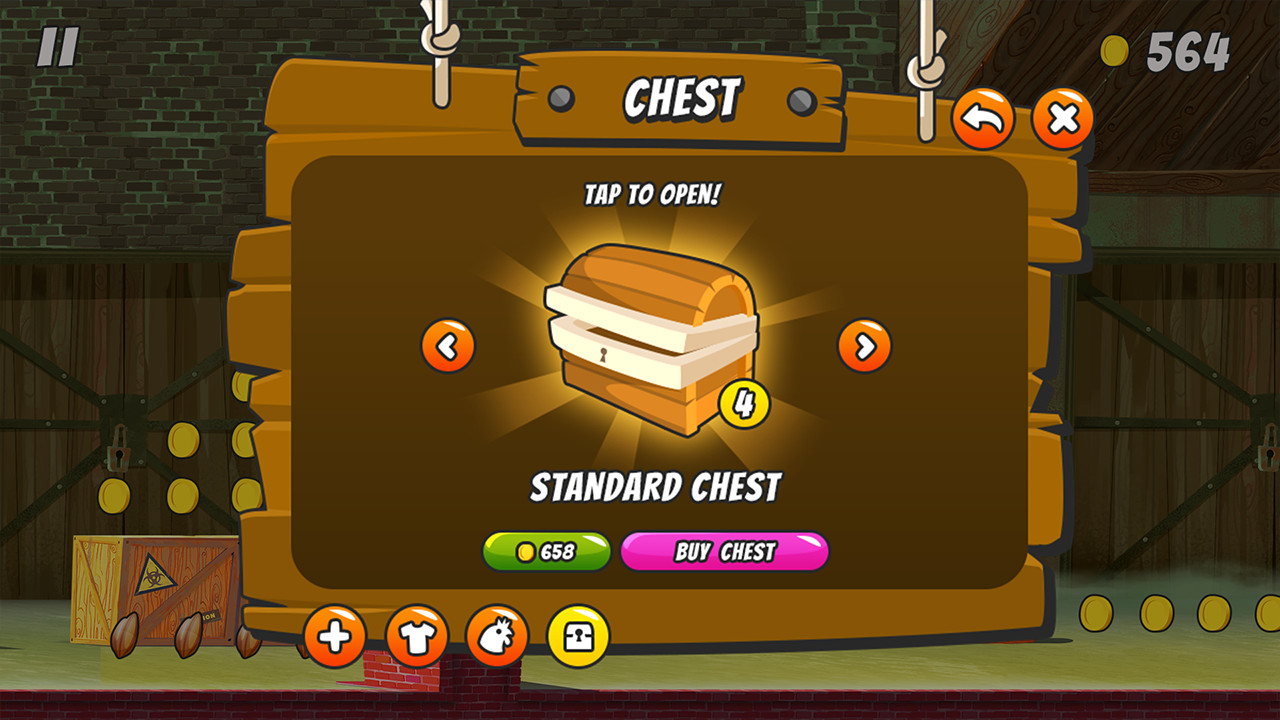 564
CHEST
TAP TO OPEN!
4
STANDARD CHEST
658
BUY CHEST